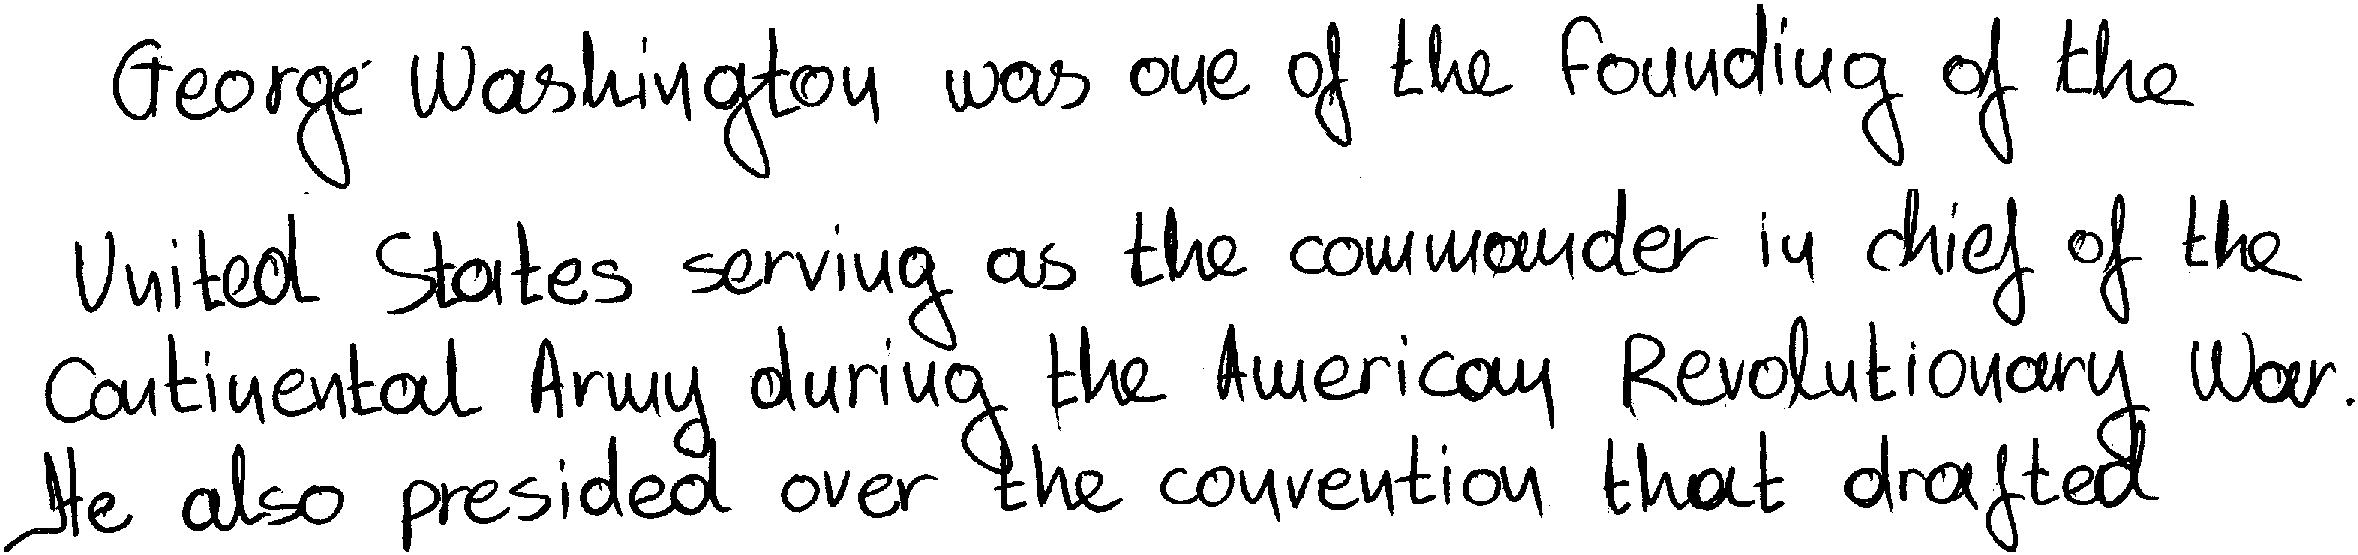 George Washington was one of the Founding of the
United States serving as the commander in chief of the
Continental Army during the American Revolutionary War.
He also presided over the convention that drafted